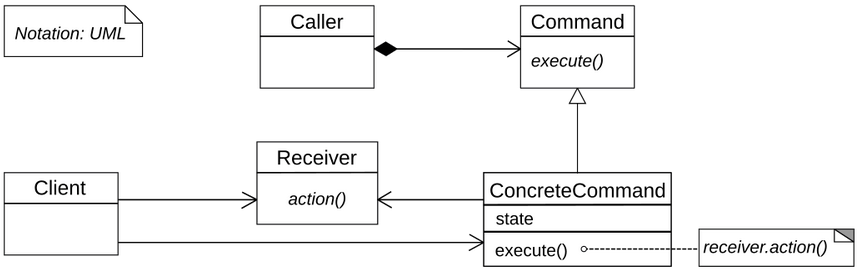 Notation: UML
Caller
Command
execute()
Receiver
action()
Client
ConcreteCommand
state
execute()
receiver.action()